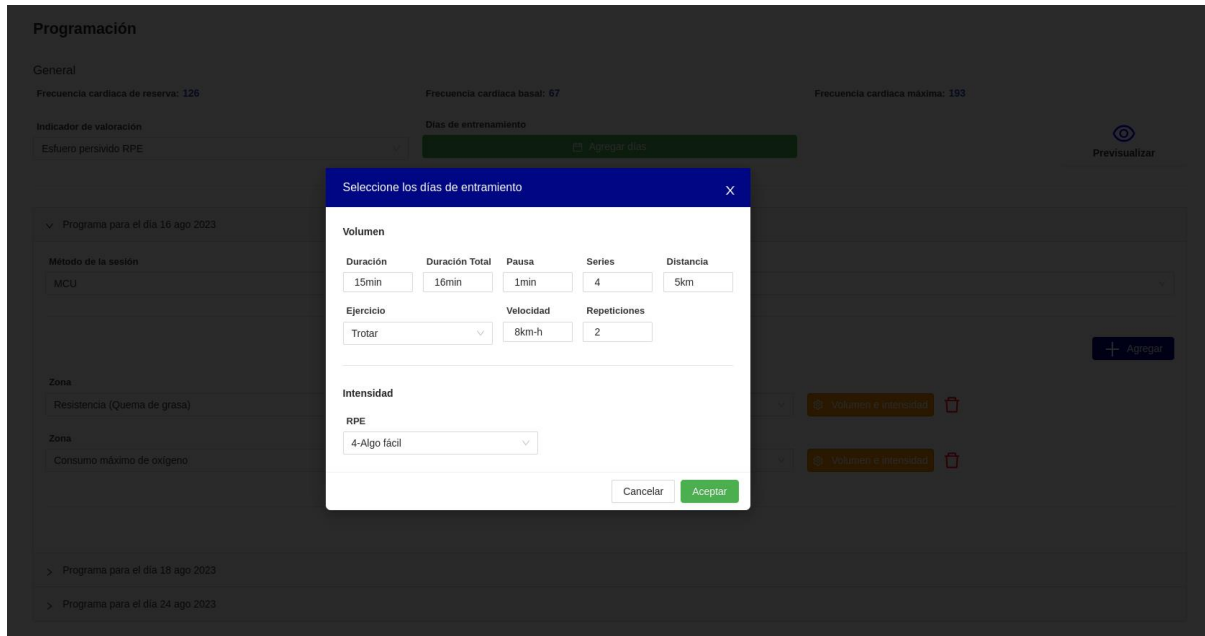 Programación
General
Frecuencia cardiaca de reserva: 126 Frecuencia cardiaca basal: 67 Frecuencia cardiaca máxima: 193
Indicador de valoración Días de entrenamiento
Esfuero persivido RPE Agregar días Previsualizar
Seleccione los días de entramiento
Programa para el día 16 ago 2023
Volumen
Método de la sesión
MCU
Duración Duración Total Pausa Series Distancia
15min 16min 1min 4 5km
Ejercicio Velocidad Repeticiones
Trotar 8km-h 2
Agregar
Zona
Resistencia (Quema de grasa) Volumen e intensidad
Intensidad
RPE
4-Algo fácil
Zona
Consumo máximo de oxígeno Volumen e intensidad
Cancelar Aceptar
Programa para el día 18 ago 2023
Programa para el día 24 ago 2023